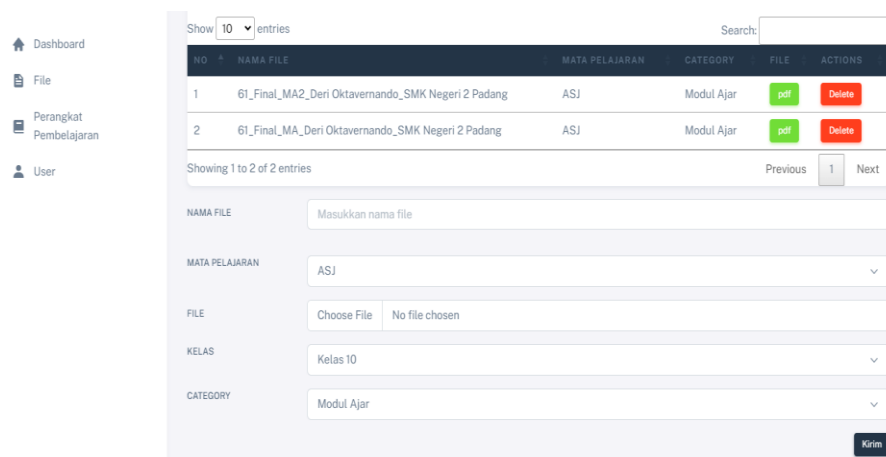 Dashboard
File
Perangkat
Pembelajaran
User
Show 10 entries
Search:
NO NAMA FILE MATA PELAJARAN CATEGORY FILE ACTIONS
1 61_Final_MA2_Deri Oktavernando_SMK Negeri 2 Padang ASJ Modul Ajar pdf Delete
2 61_Final_MA_Deri Oktavernando_SMK Negeri 2 Padang ASJ Modul Ajar pdf Delete
Showing 1 to 2 of 2 entries
Previous 1 Next
NAMA FILE Masukkan nama file
MATA PELAJARAN ASJ
FILE Choose File No file chosen
KELAS Kelas 10
CATEGORY Modul Ajar
Kirim